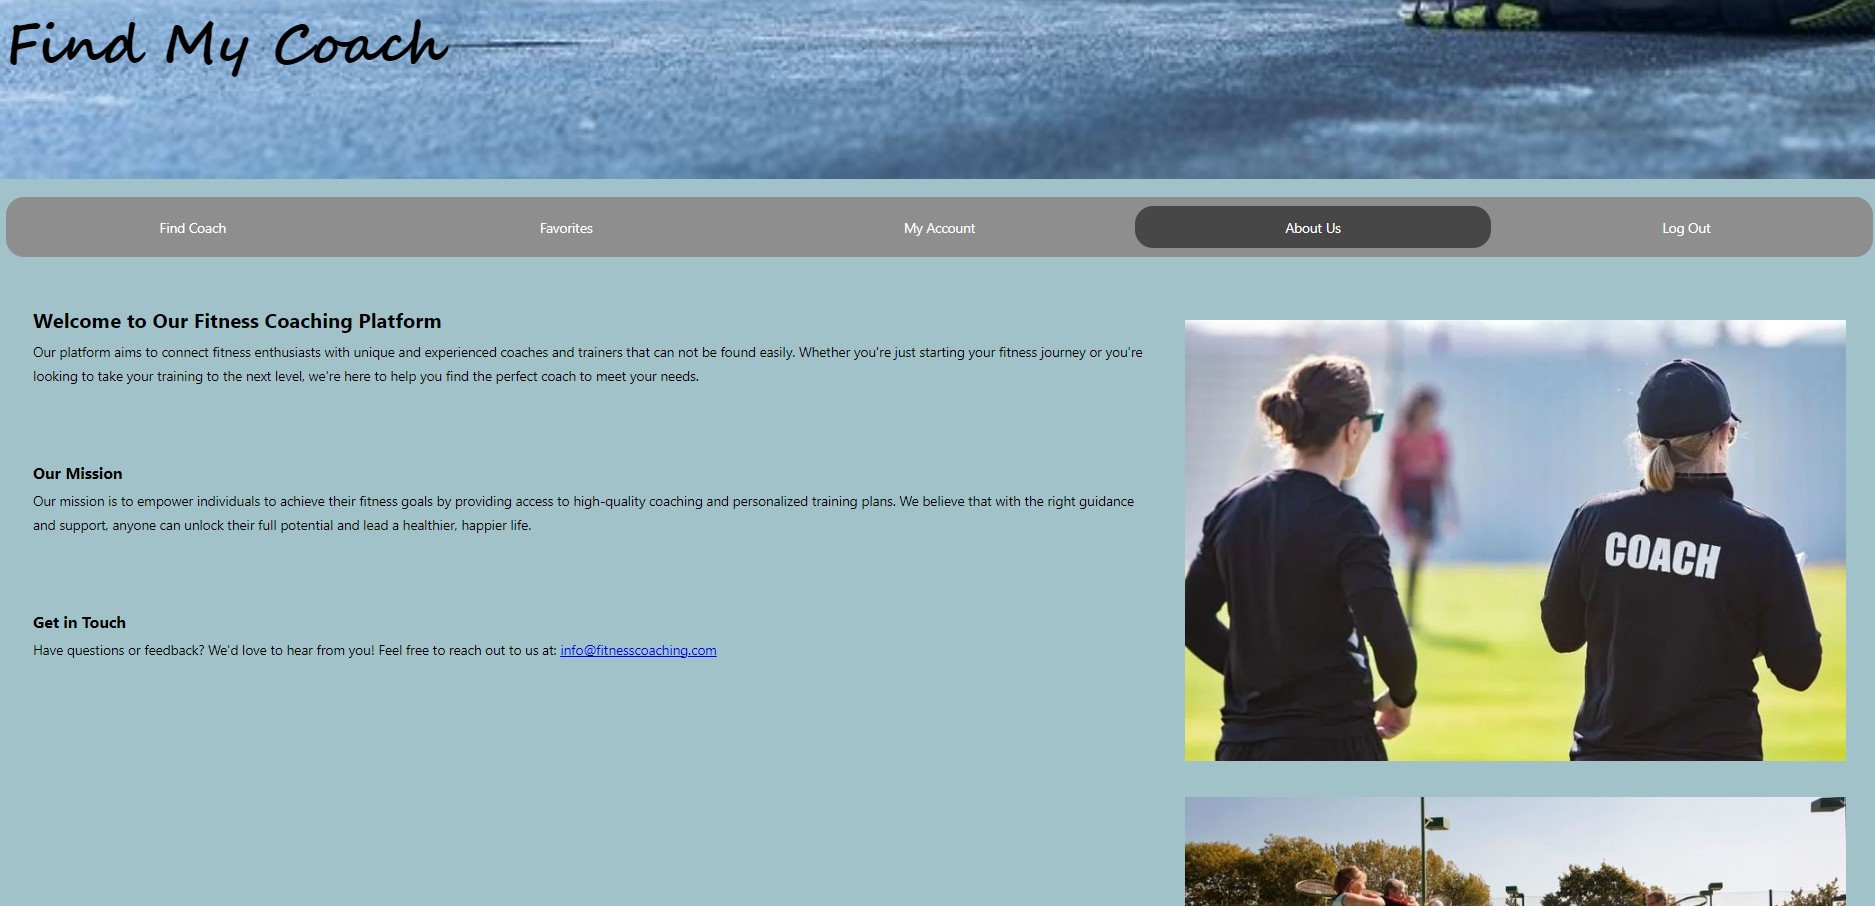 Find My Coach
Find Coach
Favorites
My Account
About Us
Log Out
Welcome to Our Fitness Coaching Platform
Our platform aims to connect fitness enthusiasts with unique and experienced coaches and trainers that can not be found easily. Whether you're just starting your fitness journey or you're
looking to take your training to the next level, we're here to help you find the perfect coach to meet your needs.
Our Mission
Our mission is to empower individuals to achieve their fitness goals by providing access to high-quality coaching and personalized training plans. We believe that with the right guidance
and support, anyone can unlock their full potential and lead a healthier, happier life.
Get in Touch
Have questions or feedback? We'd love to hear from you! Feel free to reach out to us at: info@fitnesscoaching.com
COACH